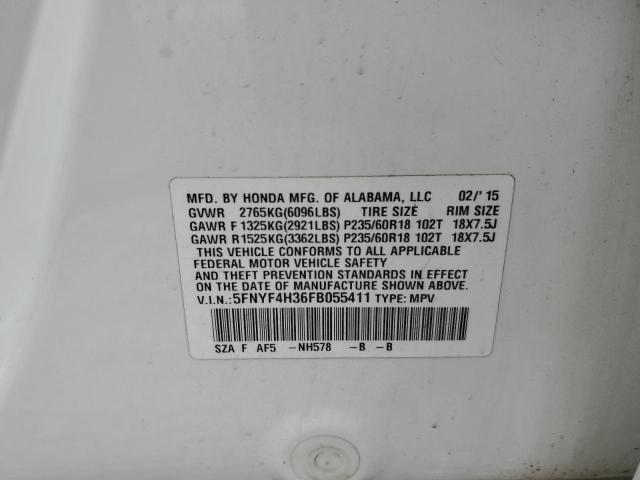 MFD. BY HONDA MFG. OF ALABAMA, LLC 02/'15
GVWR 2765KG(6096LBS) TIRE SIZE RIM SIZE
GAWR F 1325KG(2921LBS) P235/60R18 102T 18X7.5J
GAWR R 1525KG(3362LBS) P235/60R18 102T 18X7.5J
THIS VEHICLE CONFORMS TO ALL APPLICABLE
FEDERAL MOTOR VEHICLE SAFETY
AND THEFT PREVENTION STANDARDS IN EFFECT
ON THE DATE OF MANUFACTURE SHOWN ABOVE.
V.I.N.: 5FNYF4H36FB055411 TYPE: MPV
SZA F AF5 -NH578 -B -B